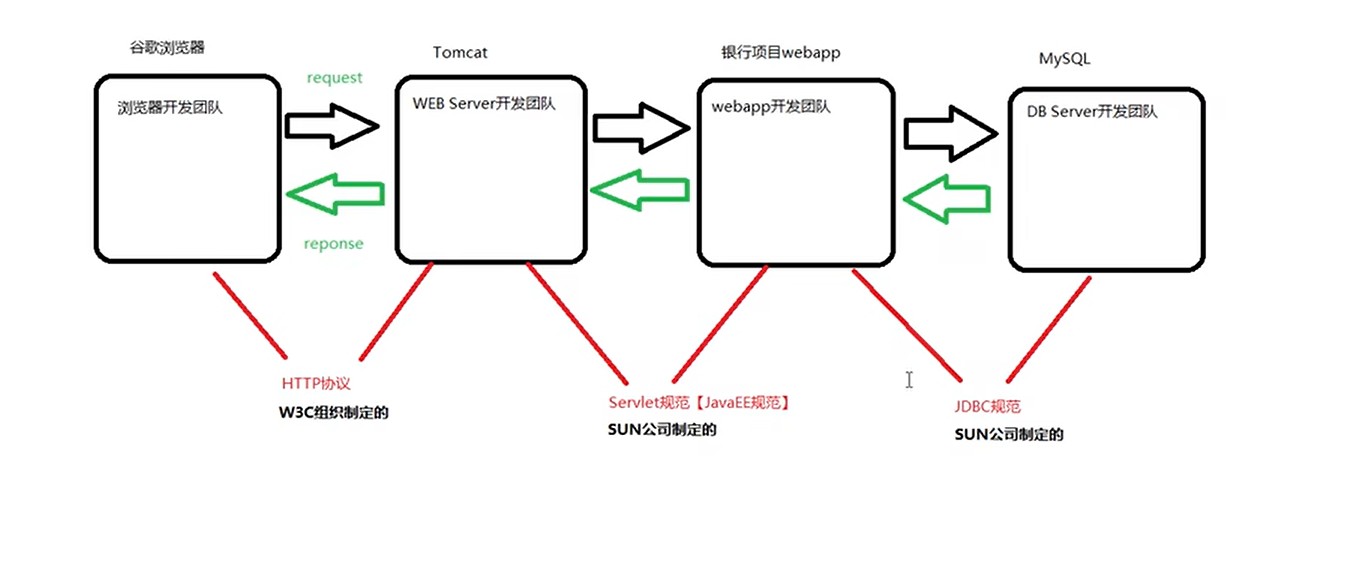 谷歌浏览器
Tomcat
银行项目webapp
MySQL
浏览器开发团队
request
WEB Server开发团队
webapp开发团队
DB Server开发团队
reponse
HTTP协议
W3C组织制定的
Servlet规范【JavaEE规范】
SUN公司制定的
JDBC规范
SUN公司制定的